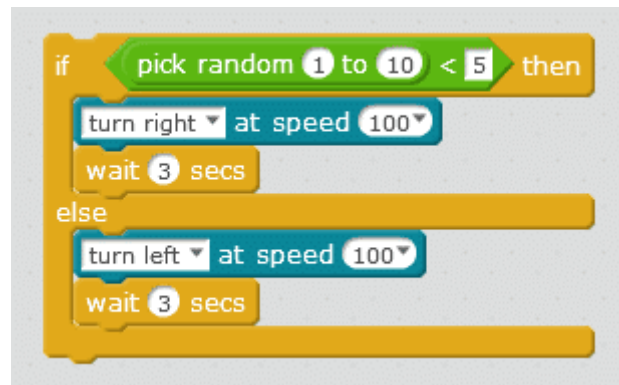 if pick random 1 to 10 < 5 then
turn right at speed 100
wait 3 secs
else
turn left at speed 100
wait 3 secs